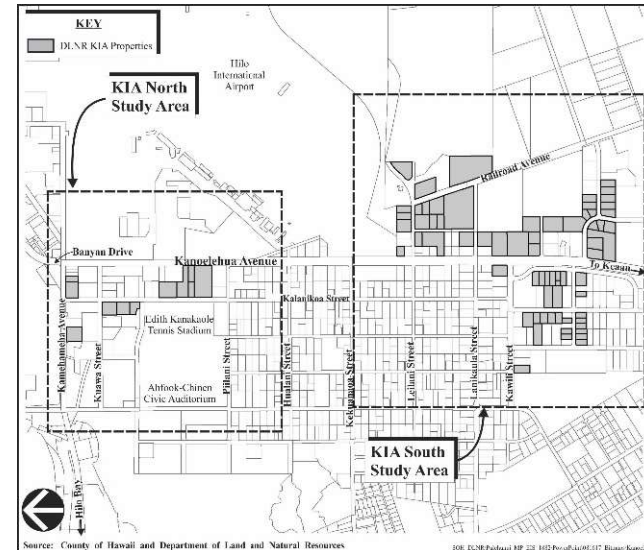 KEY
DLNR KIA Properties
KIA North
Study Area
Hilo
International
Airport
Railroad Avenue
Banyan Drive
Kanoelehua Avenue
To Keaau
Kalanikoa Street
Edith Kanakaole
Tennis Stadium
Kamehameha Avenue
Kuawa Street
Piilani Street
Hualani Street
Kekuanaoa Street
Leilani Street
Lanikaula Street
Kawili Street
Ahfook-Chinen
Civic Auditorium
KIA South
Study Area
Hilo Bay
Source: County of Hawaii and Department of Land and Natural Resources